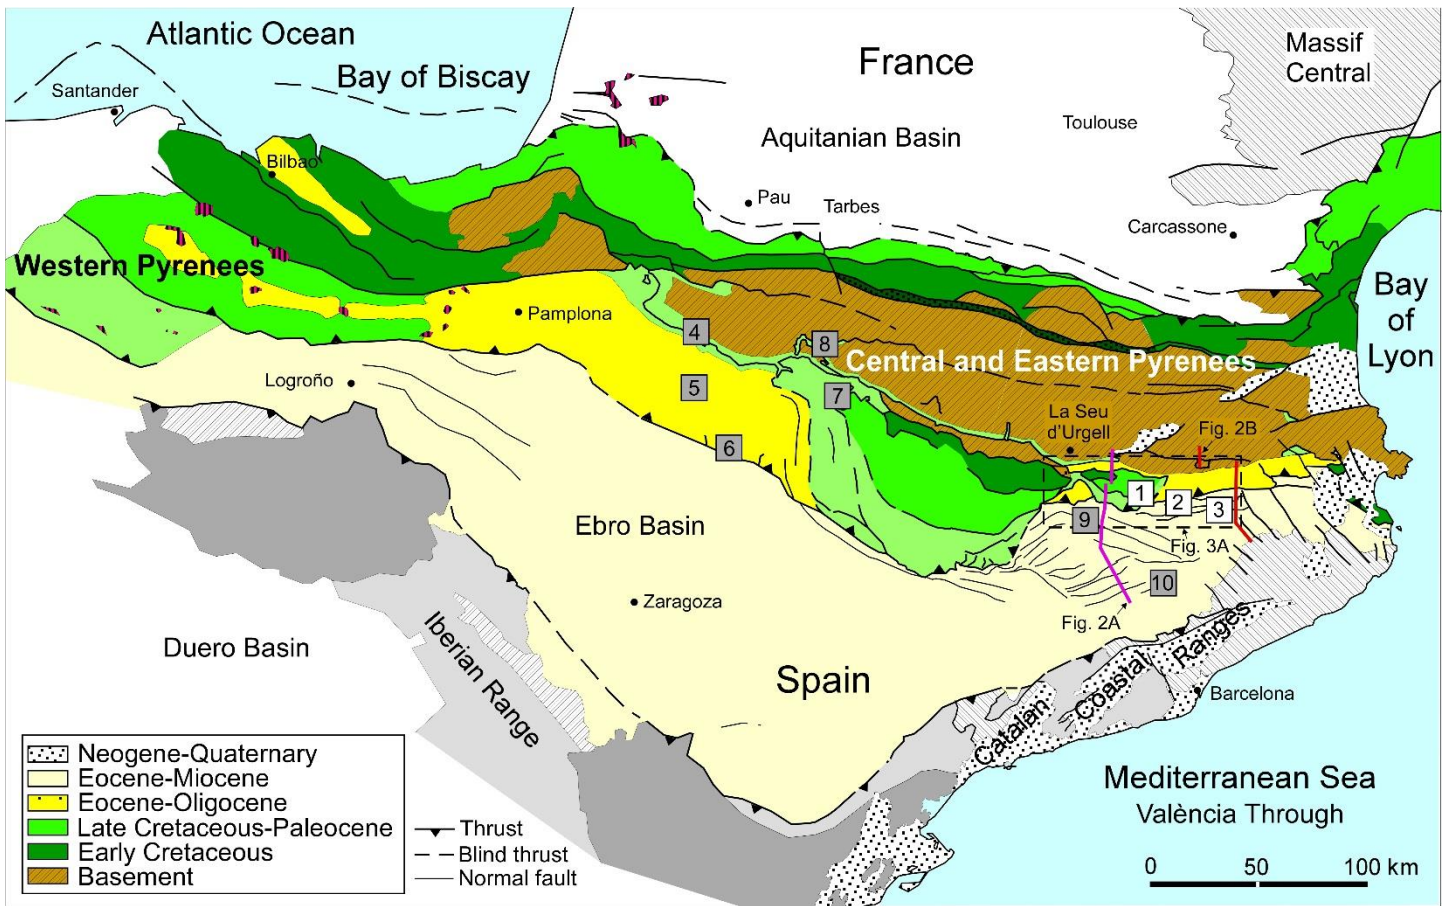 Atlantic Ocean
Bay of Biscay
France
Massif
Central
Santander
Aquitanian Basin
Toulouse
Bilbao
Pau
Tarbes
Carcassone
Western Pyrenees
Bay
of
Lyon
Pamplona
4
8
Central and Eastern Pyrenees
5
7
Logroño
La Seu
d'Urgell
Fig. 2B
6
1
2
3
9
Ebro Basin
Fig. 3A
10
Zaragoza
Fig. 2A
Duero Basin
Iberian Range
Spain
Catalan
Coastal
Ranges
Barcelona
Neogene-Quaternary
Eocene-Miocene
Eocene-Oligocene
Late Cretaceous-Paleocene
Early Cretaceous
Basement
Thrust
Blind thrust
Normal fault
Mediterranean Sea
València Through
0 50 100 km